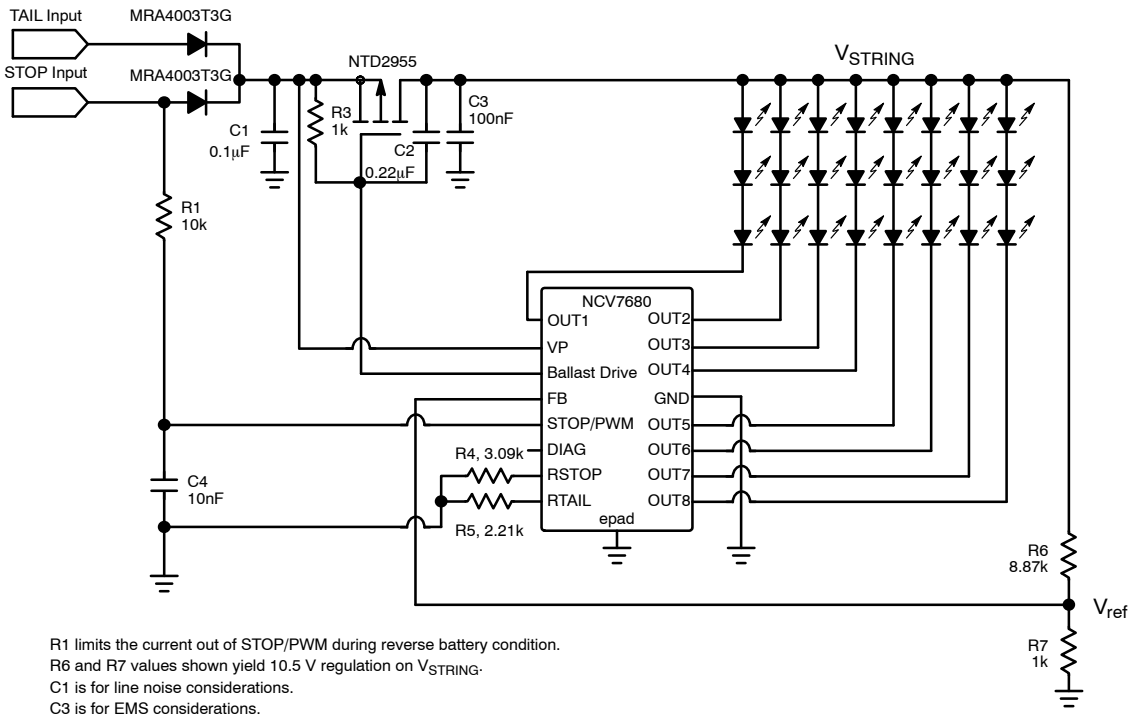 TAIL Input
MRA4003T3G
STOP Input
MRA4003T3G
NTD2955
VSTRING
R3
1k
C1
0.1μF
C2
0.22μF
C3
100nF
R1
10k
NCV7680
OUT1
OUT2
VP
OUT3
Ballast Drive
OUT4
FB
GND
STOP/PWM
OUT5
DIAG
OUT6
RSTOP
OUT7
RTAIL
OUT8
epad
R4, 3.09k
R5, 2.21k
C4
10nF
R6
8.87k
Vref
R7
1k
R1 limits the current out of STOP/PWM during reverse battery condition.
R6 and R7 values shown yield 10.5 V regulation on VSTRING.
C1 is for line noise considerations.
C3 is for EMS considerations.